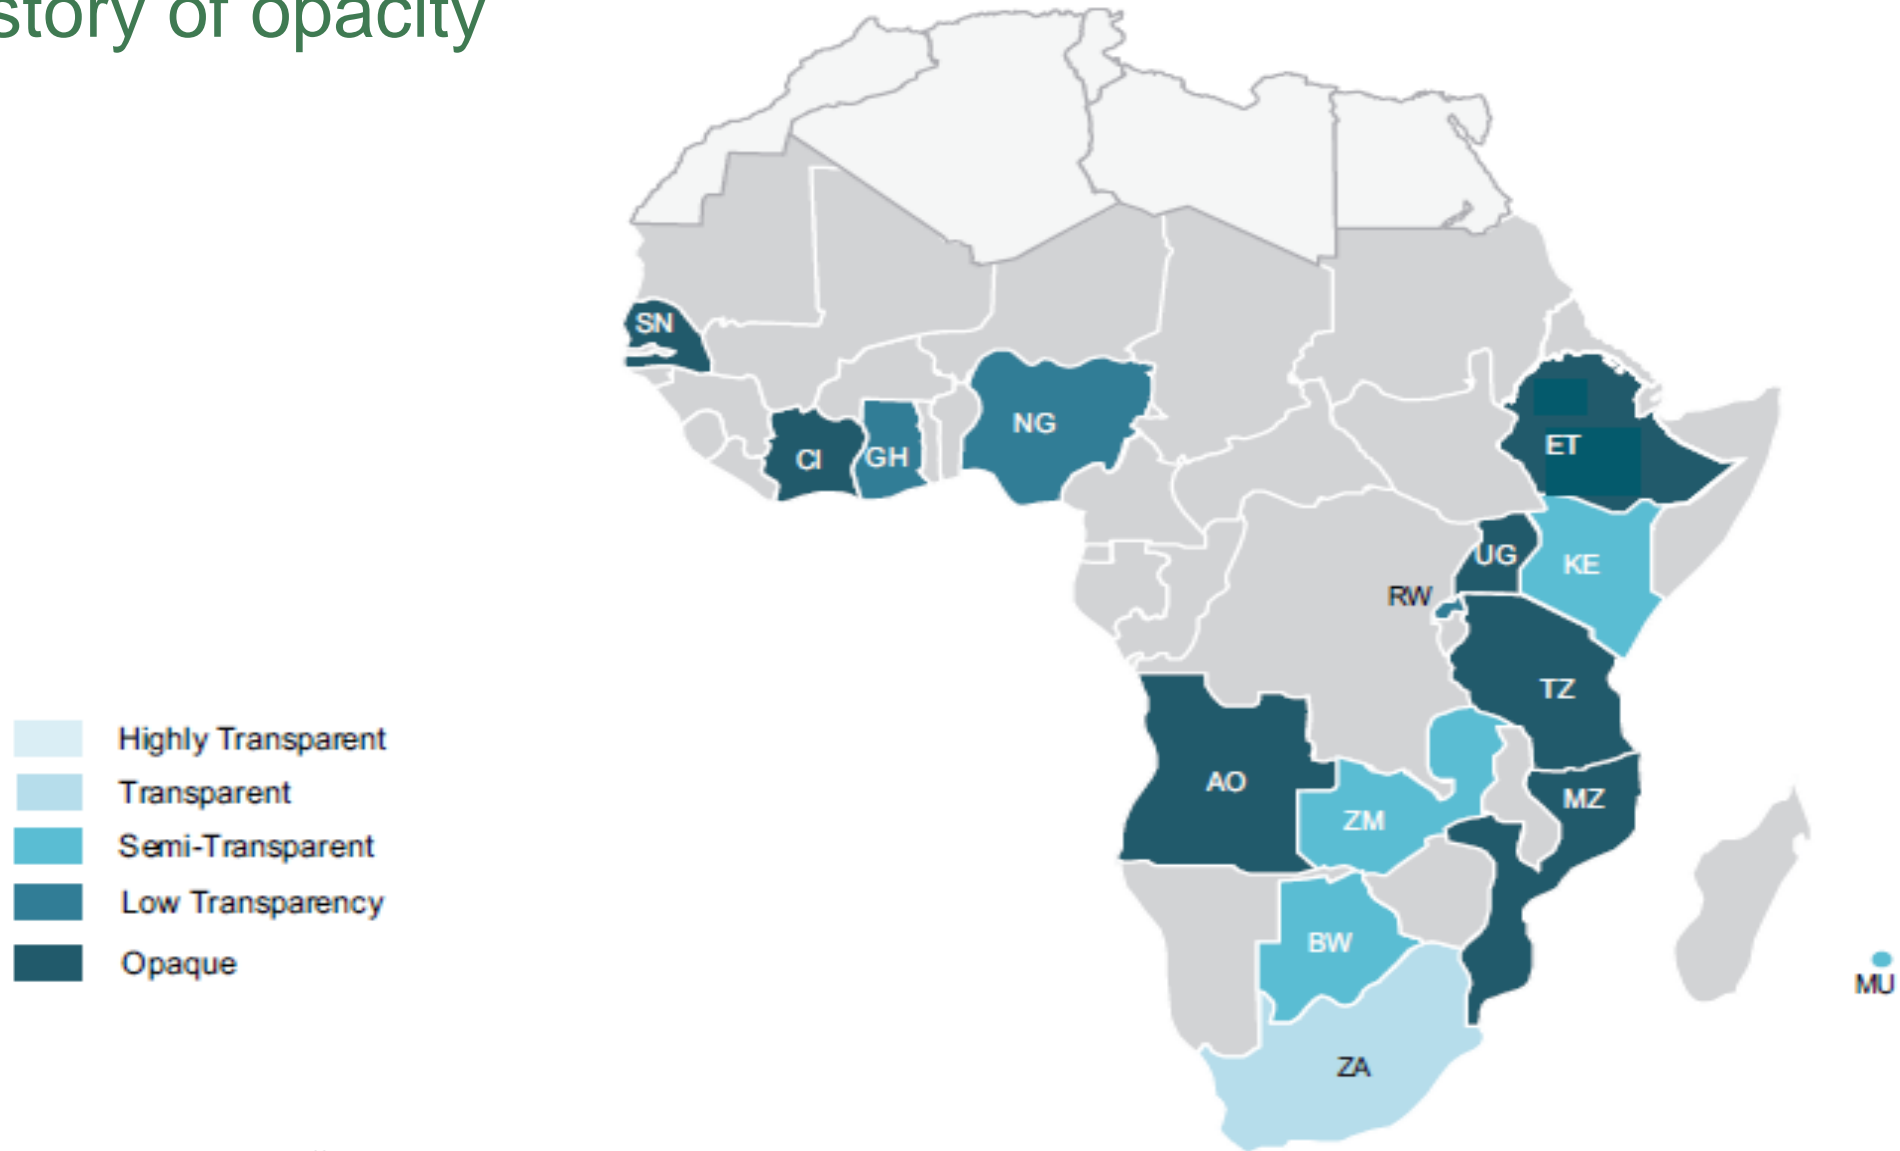 story of opacity
SN
NG
CI
GH
ET
UG
KE
RW
TZ
Highly Transparent
AO
Transparent
MZ
ZM
Semi-Transparent
Low Transparency
BW
Opaque
MU
ZA